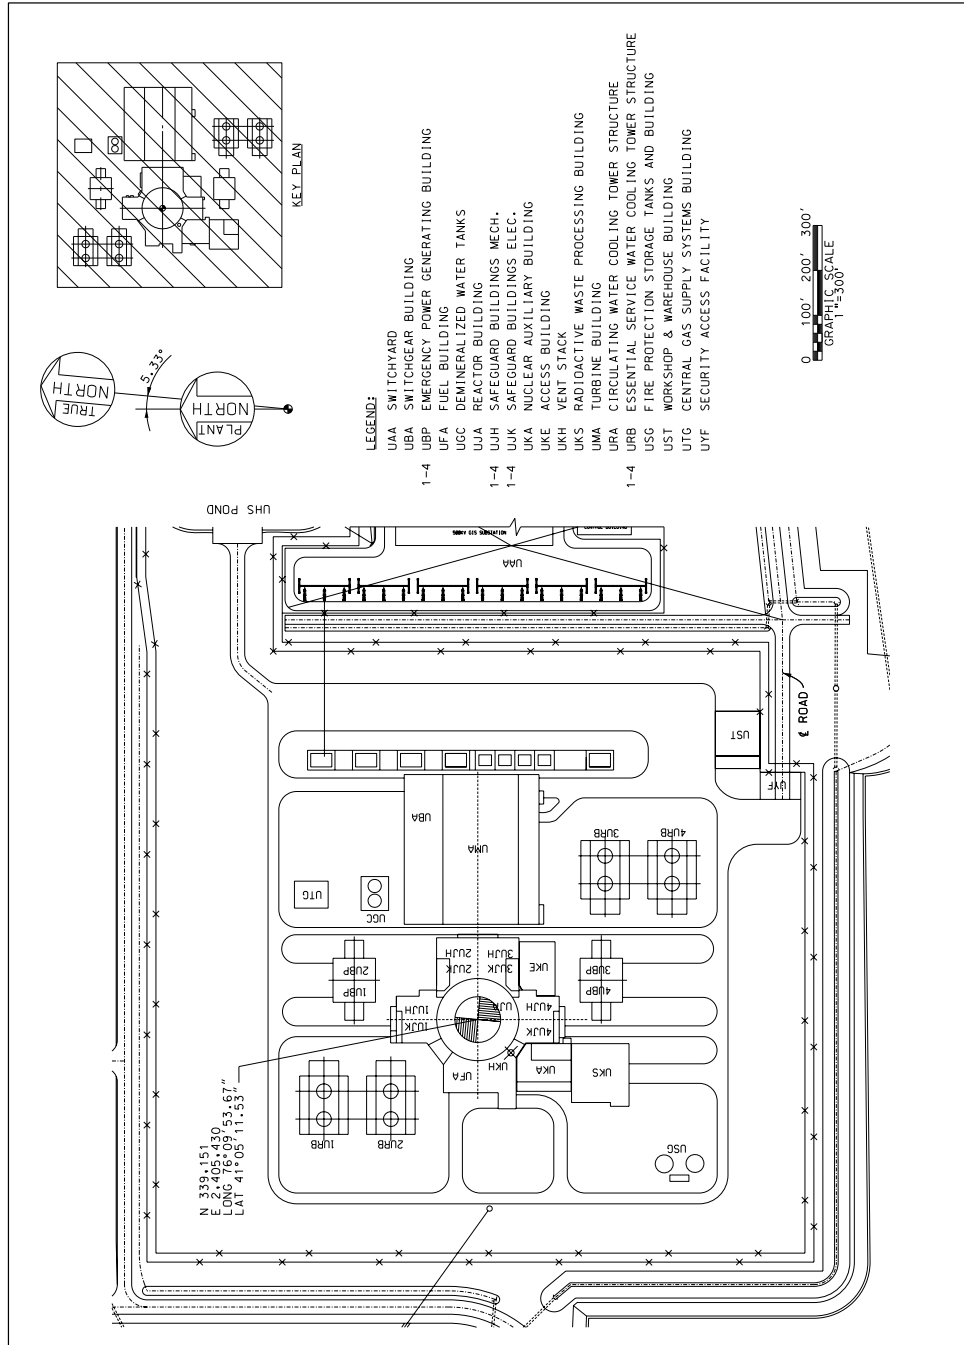 KEY PLAN
TRUE
NORTH
5.33°
PLANT
NORTH
LEGEND:
UAA SWITCHYARD
UBA SWITCHGEAR BUILDING
1-4 UBP EMERGENCY POWER GENERATING BUILDING
UFA FUEL BUILDING
UGC DEMINERALIZED WATER TANKS
UJA REACTOR BUILDING
1-4 UJH SAFEGUARD BUILDINGS MECH.
1-4 UJK SAFEGUARD BUILDINGS ELEC.
UKA NUCLEAR AUXILIARY BUILDING
UKE ACCESS BUILDING
UKH VENT STACK
UKS RADIOACTIVE WASTE PROCESSING BUILDING
UMA TURBINE BUILDING
URA CIRCULATING WATER COOLING TOWER STRUCTURE
1-4 URB ESSENTIAL SERVICE WATER COOLING TOWER STRUCTURE
USG FIRE PROTECTION STORAGE TANKS AND BUILDING
UST WORKSHOP & WAREHOUSE BUILDING
UTG CENTRAL GAS SUPPLY SYSTEMS BUILDING
UYF SECURITY ACCESS FACILITY
0 100' 200' 300'
GRAPHIC SCALE
1"=300'
UHS POND
500KV GIS SUBSTATION
CONTROL BUILDING
UAA
℄ ROAD
UST
UYF
UBA
UMA
3URB
4URB
UTG
UGC
2UBP
1UBP
2UJH
2UJK
3UJH
3UJK
UKE
3UBP
4UBP
1UJH
1UJK
UJA
4UJH
4UJK
UKH
UFA
UKA
UKS
1URB
2URB
USG
N 339,151
E 2,405,430
LONG 76°09'53.67"
LAT 41°05'11.53"